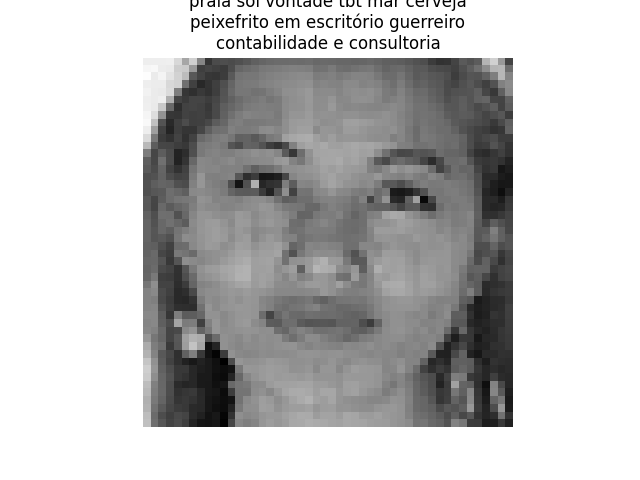 praia sol vontade tbt mar cerveja
peixefrito em escritório guerreiro
contabilidade e consultoria